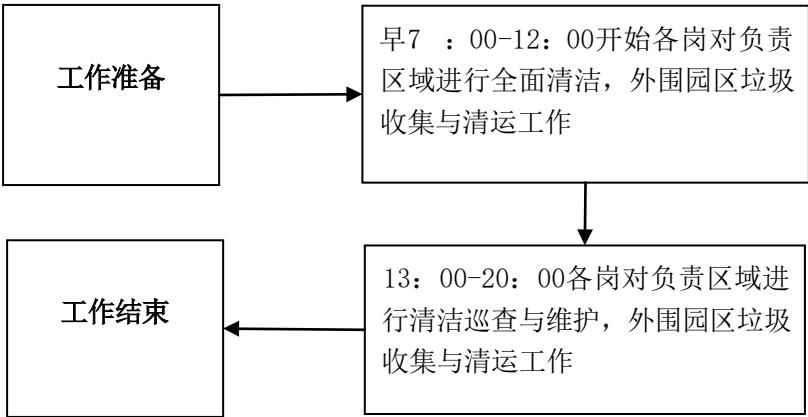 工作准备
早7 ：00-12：00开始各岗对负责
区域进行全面清洁，外围园区垃圾
收集与清运工作
13：00-20：00各岗对负责区域进
行清洁巡查与维护，外围园区垃圾
收集与清运工作
工作结束